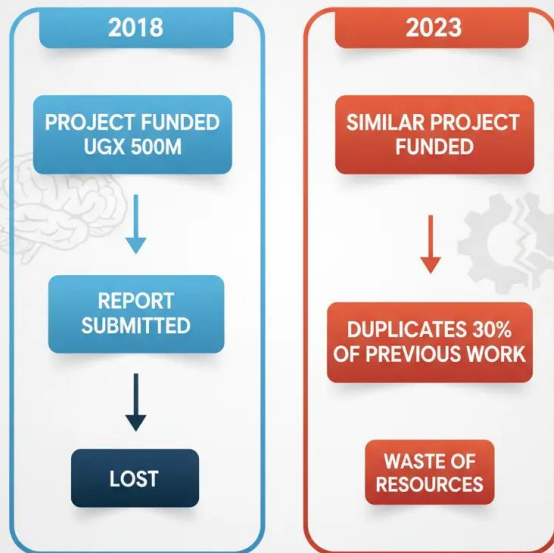 2018
PROJECT FUNDED
UGX 500M
REPORT
SUBMITTED
LOST
2023
SIMILAR PROJECT
FUNDED
DUPLICATES 30%
OF PREVIOUS WORK
WASTE OF
RESOURCES